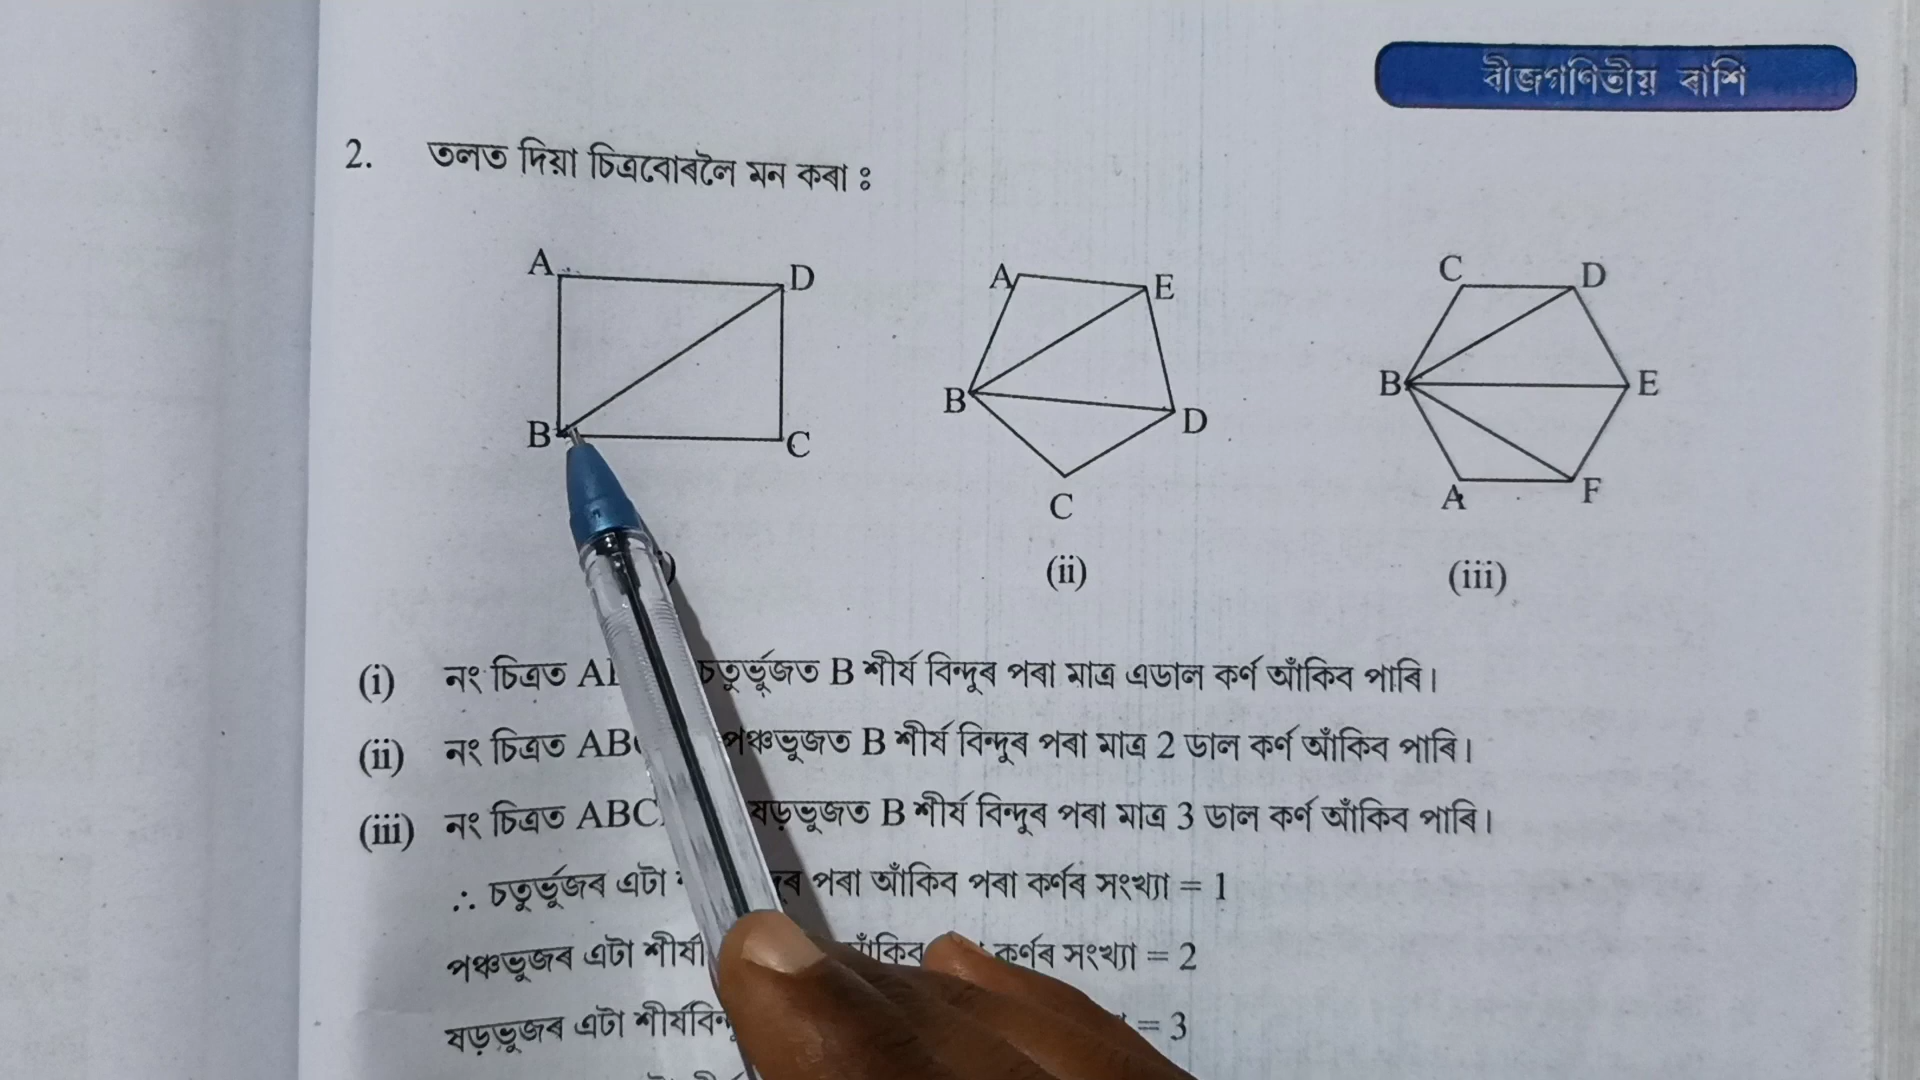 বীজগণিতীয় ৰাশি
2. তলত দিয়া চিত্ৰবোৰলৈ মন কৰা ঃ
A D B C
A E B D C
C D B E A F
(ii) (iii)
(i) নং চিত্ৰত চতুৰ্ভুজত B শীৰ্ষ বিন্দুৰ পৰা মাত্ৰ এডাল কৰ্ণ আঁকিব পাৰি।
(ii) নং চিত্ৰত পঞ্চভূজত B শীৰ্ষ বিন্দুৰ পৰা মাত্ৰ 2 ডাল কৰ্ণ আঁকিব পাৰি।
(iii) নং চিত্ৰত ষড়ভূজত B শীৰ্ষ বিন্দুৰ পৰা মাত্ৰ 3 ডাল কৰ্ণ আঁকিব পাৰি।
∴ চতুৰ্ভুজৰ এটা পৰা আঁকিব পৰা কৰ্ণৰ সংখ্যা = 1
পঞ্চভূজৰ এটা আঁকিব কৰ্ণৰ সংখ্যা = 2
ষড়ভূজৰ এটা = 3